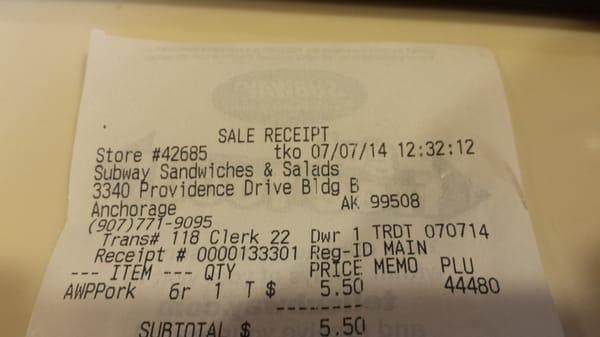 SUBWAY
SALE RECEIPT
Store #42685 tko 07/07/14 12:32:12
Subway Sandwiches & Salads
3340 Providence Drive Bldg B
Anchorage AK 99508
(907)771-9095
Trans# 118 Clerk 22 Dwr 1 TRDT 070714
Receipt # 0000133301 Reg-ID MAIN
--- ITEM --- QTY PRICE MEMO PLU
AWPPork 6r 1 T $ 5.50 44480
---------
SUBTOTAL $ 5.50